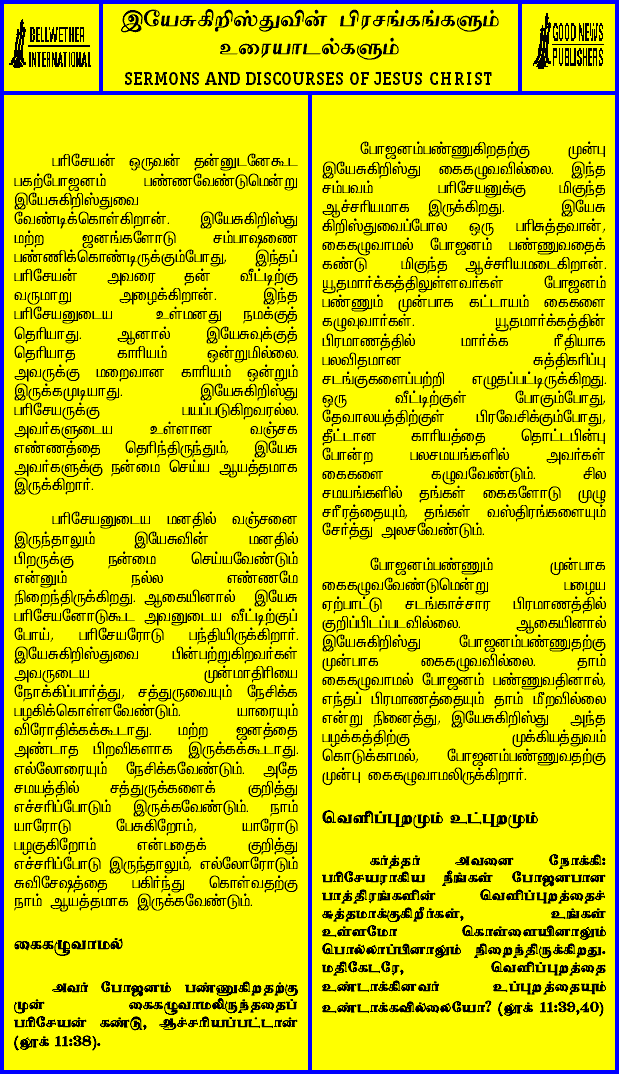 BELLWETHER
INTERNATIONAL
இயேசுகிறிஸ்துவின் பிரசங்கங்களும்
உரையாடல்களும்
SERMONS AND DISCOURSES OF JESUS CHRIST
GOOD NEWS
PUBLISHERS
பரிசேயன் ஒருவன் தன்னுடனேகூட
பகற்போஜனம் பண்ணவேண்டுமென்று
இயேசுகிறிஸ்துவை
வேண்டிக்கொள்கிறான். இயேசுகிறிஸ்து
மற்ற ஜனங்களோடு சம்பாஷணை
பண்ணிக்கொண்டிருக்கும்போது, இந்தப்
பரிசேயன் அவரை தன் வீட்டிற்கு
வருமாறு அழைக்கிறான். இந்த
பரிசேயனுடைய உள்மனது நமக்குத்
தெரியாது. ஆனால் இயேசுவுக்குத்
தெரியாத காரியம் ஒன்றுமில்லை.
அவருக்கு மறைவான காரியம் ஒன்றும்
இருக்கமுடியாது. இயேசுகிறிஸ்து
பரிசேயருக்கு பயப்படுகிறவரல்ல.
அவர்களுடைய உள்ளான வஞ்சக
எண்ணத்தை தெரிந்திருந்தும், இயேசு
அவர்களுக்கு நன்மை செய்ய ஆயத்தமாக
இருக்கிறார்.
பரிசேயனுடைய மனதில் வஞ்சனை
இருந்தாலும் இயேசுவின் மனதில்
பிறருக்கு நன்மை செய்யவேண்டும்
என்னும் நல்ல எண்ணமே
நிறைந்திருக்கிறது. ஆகையினால் இயேசு
பரிசேயனோடுகூட அவனுடைய வீட்டிற்குப்
போய், பரிசேயரோடு பந்தியிருக்கிறார்.
இயேசுகிறிஸ்துவை பின்பற்றுகிறவர்கள்
அவருடைய முன்மாதிரியை
நோக்கிப்பார்த்து, சத்துருவையும் நேசிக்க
பழகிக்கொள்ளவேண்டும். யாரையும்
விரோதிக்கக்கூடாது. மற்ற ஜனத்தை
அண்டாத பிறவிகளாக இருக்கக்கூடாது.
எல்லோரையும் நேசிக்கவேண்டும். அதே
சமயத்தில் சத்துருக்களைக் குறித்து
எச்சரிப்போடும் இருக்கவேண்டும். நாம்
யாரோடு பேசுகிறோம், யாரோடு
பழகுகிறோம் என்பதைக் குறித்து
எச்சரிப்போடு இருந்தாலும், எல்லோரோடும்
சுவிசேஷத்தை பகிர்ந்து கொள்வதற்கு
நாம் ஆயத்தமாக இருக்கவேண்டும்.
கைகழுவாமல்
அவர் போஜனம் பண்ணுகிறதற்கு
முன் கைகழுவாமலிருந்ததைப்
பரிசேயன் கண்டு, ஆச்சரியப்பட்டான்
(லூக் 11:38).
போஜனம்பண்ணுகிறதற்கு முன்பு
இயேசுகிறிஸ்து கைகழுவவில்லை. இந்த
சம்பவம் பரிசேயனுக்கு மிகுந்த
ஆச்சரியமாக இருக்கிறது. இயேசு
கிறிஸ்துவைப்போல ஒரு பரிசுத்தவான்,
கைகழுவாமல் போஜனம் பண்ணுவதைக்
கண்டு மிகுந்த ஆச்சரியமடைகிறான்.
யூதமார்க்கத்திலுள்ளவர்கள் போஜனம்
பண்ணும் முன்பாக கட்டாயம் கைகளை
கழுவுவார்கள். யூதமார்க்கத்தின்
பிரமாணத்தில் மார்க்க ரீதியாக
பலவிதமான சுத்திகரிப்பு
சடங்குகளைப்பற்றி எழுதப்பட்டிருக்கிறது.
ஒரு வீட்டிற்குள் போகும்போது,
தேவாலயத்திற்குள் பிரவேசிக்கும்போது,
தீட்டான காரியத்தை தொட்டபின்பு
போன்ற பலசமயங்களில் அவர்கள்
கைகளை கழுவவேண்டும். சில
சமயங்களில் தங்கள் கைகளோடு முழு
சரீரத்தையும், தங்கள் வஸ்திரங்களையும்
சேர்த்து அலசவேண்டும்.
போஜனம்பண்ணும் முன்பாக
கைகழுவவேண்டுமென்று பழைய
ஏற்பாட்டு சடங்காச்சார பிரமாணத்தில்
குறிப்பிடப்படவில்லை. ஆகையினால்
இயேசுகிறிஸ்து போஜனம்பண்ணுதற்கு
முன்பாக கைகழுவவில்லை. தாம்
கைகழுவாமல் போஜனம் பண்ணுவதினால்,
எந்தப் பிரமாணத்தையும் தாம் மீறவில்லை
என்று நினைத்து, இயேசுகிறிஸ்து அந்த
பழக்கத்திற்கு முக்கியத்துவம்
கொடுக்காமல், போஜனம்பண்ணுவதற்கு
முன்பு கைகழுவாமலிருக்கிறார்.
வெளிப்புறமும் உட்புறமும்
கர்த்தர் அவனை நோக்கி:
பரிசேயராகிய நீங்கள் போஜனபான
பாத்திரங்களின் வெளிப்புறத்தைச்
சுத்தமாக்குகிறீர்கள், உங்கள்
உள்ளமோ கொள்ளையினாலும்
பொல்லாப்பினாலும் நிறைந்திருக்கிறது.
மதிகேடரே, வெளிப்புறத்தை
உண்டாக்கினவர் உப்புறத்தையும்
உண்டாக்கவில்லையோ? (லூக் 11:39,40)